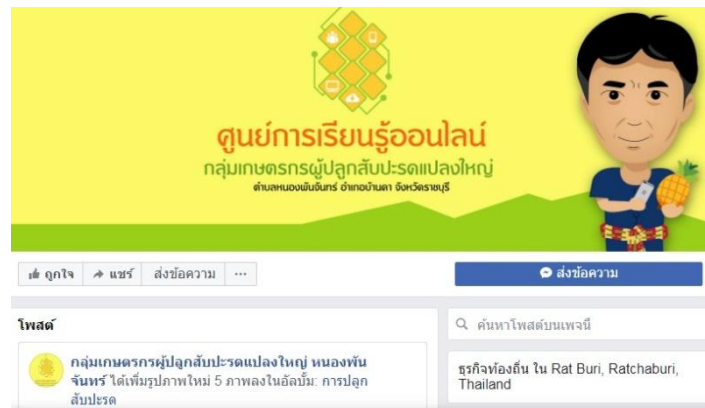 ศูนย์การเรียนรู้ออนไลน์
กลุ่มเกษตรกรผู้ปลูกสับปะรดแปลงใหญ่
ตำบลหนองพันจันทร์ อำเภอบ้านคา จังหวัดราชบุรี
ถูกใจ แชร์ ส่งข้อความ ...
ส่งข้อความ
โพสต์
ค้นหาโพสต์บนเพจนี้
กลุ่มเกษตรกรผู้ปลูกสับปะรดแปลงใหญ่ หนองพัน
จันทร์ ได้เพิ่มรูปภาพใหม่ 5 ภาพลงในอัลบั้ม: การปลูก
สับปะรด
ธุรกิจท้องถิ่น ใน Rat Buri, Ratchaburi,
Thailand